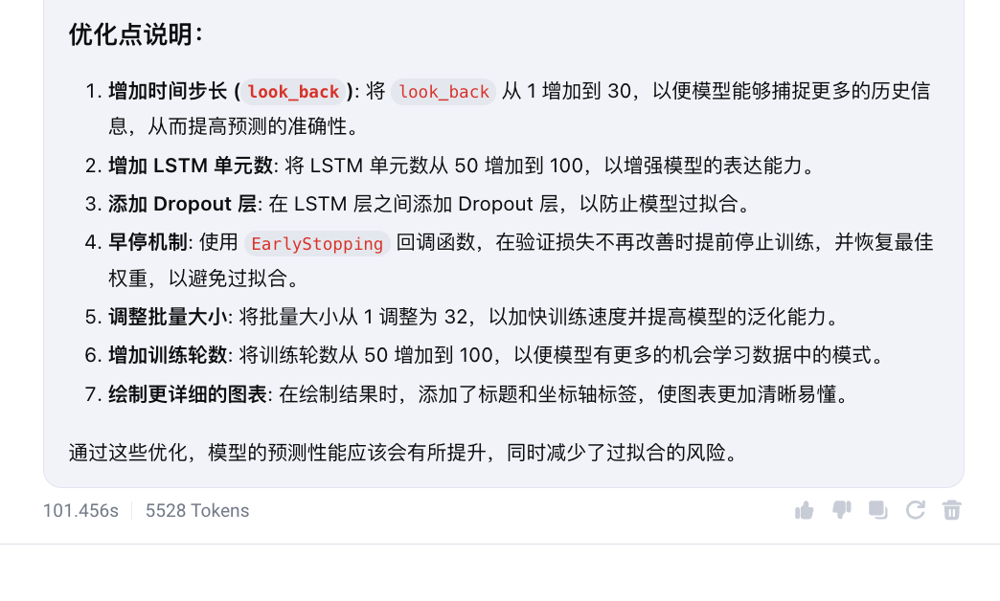 优化点说明：
1. 增加时间步长 ( look_back ): 将 look_back 从 1 增加到 30，以便模型能够捕捉更多的历史信
息，从而提高预测的准确性。
2. 增加 LSTM 单元数: 将 LSTM 单元数从 50 增加到 100，以增强模型的表达能力。
3. 添加 Dropout 层: 在 LSTM 层之间添加 Dropout 层，以防止模型过拟合。
4. 早停机制: 使用 EarlyStopping 回调函数，在验证损失不再改善时提前停止训练，并恢复最佳
权重，以避免过拟合。
5. 调整批量大小: 将批量大小从 1 调整为 32，以加快训练速度并提高模型的泛化能力。
6. 增加训练轮数: 将训练轮数从 50 增加到 100，以便模型有更多的机会学习数据中的模式。
7. 绘制更详细的图表: 在绘制结果时，添加了标题和坐标轴标签，使图表更加清晰易懂。
通过这些优化，模型的预测性能应该会有所提升，同时减少了过拟合的风险。
101.456s 5528 Tokens